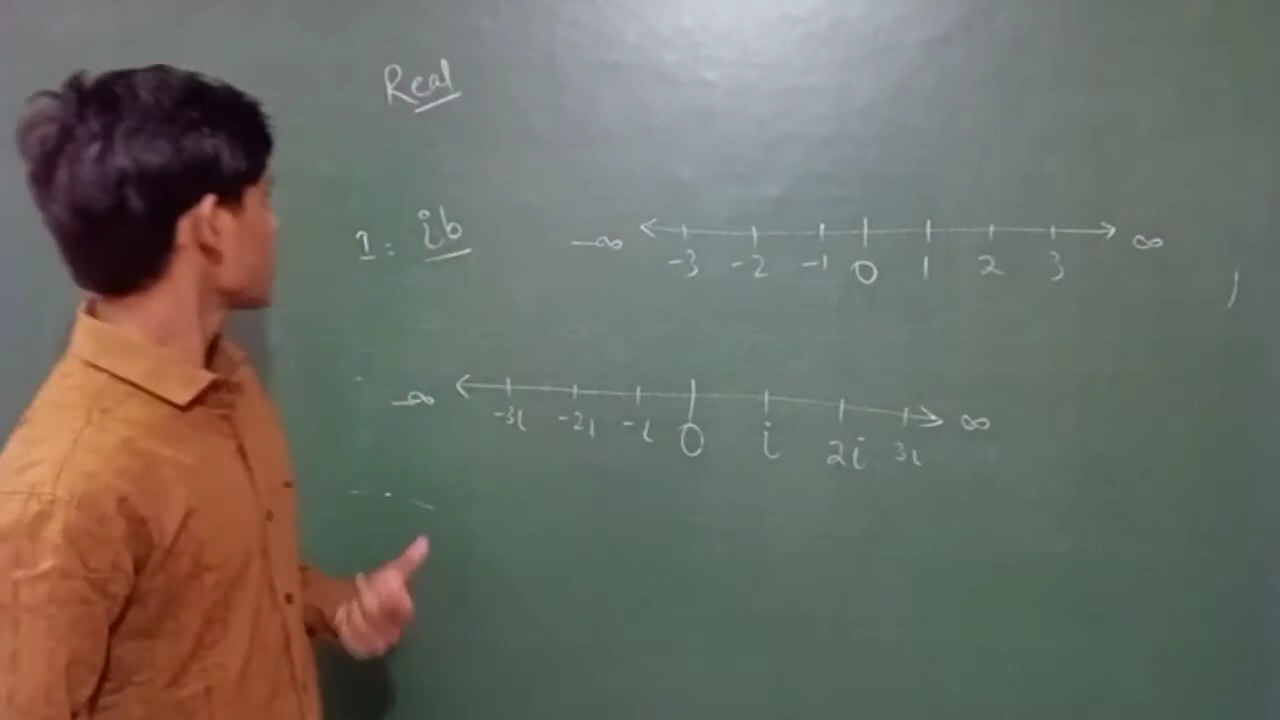 Real
1: ib
-∞ -3 -2 -1 0 1 2 3 ∞
-∞ -3i -2i -i 0 i 2i 3i ∞